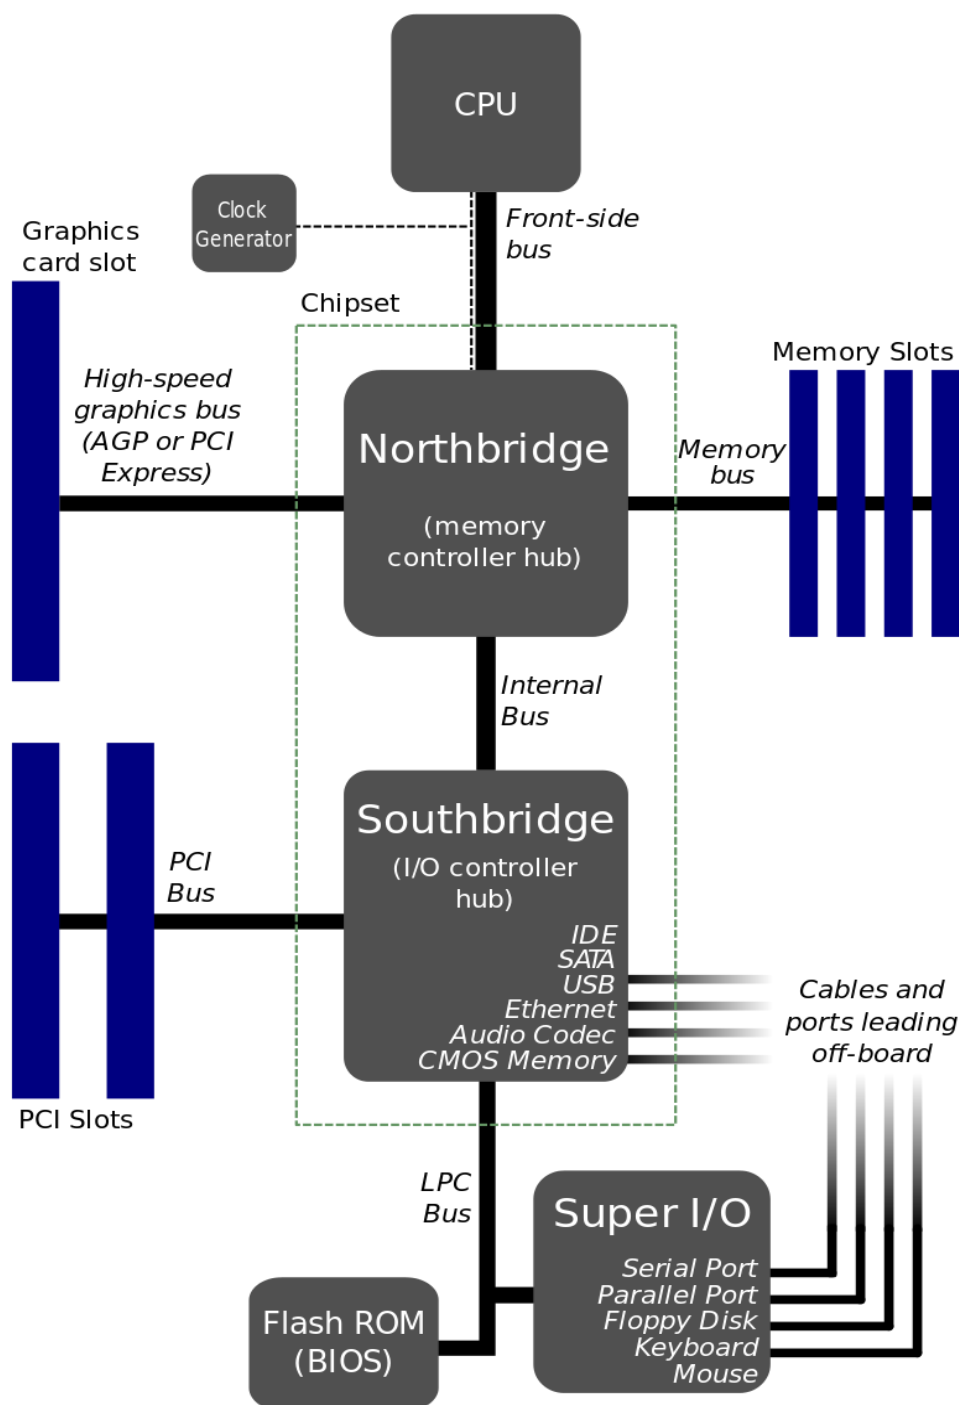 CPU
Clock
Generator
Front-side
bus
Graphics
card slot
Chipset
High-speed
graphics bus
(AGP or PCI
Express)
Northbridge
(memory
controller hub)
Memory
bus
Memory Slots
Internal
Bus
Southbridge
(I/O controller
hub)
IDE
SATA
USB
Ethernet
Audio Codec
CMOS Memory
PCI
Bus
PCI Slots
Cables and
ports leading
off-board
LPC
Bus
Super I/O
Serial Port
Parallel Port
Floppy Disk
Keyboard
Mouse
Flash ROM
(BIOS)